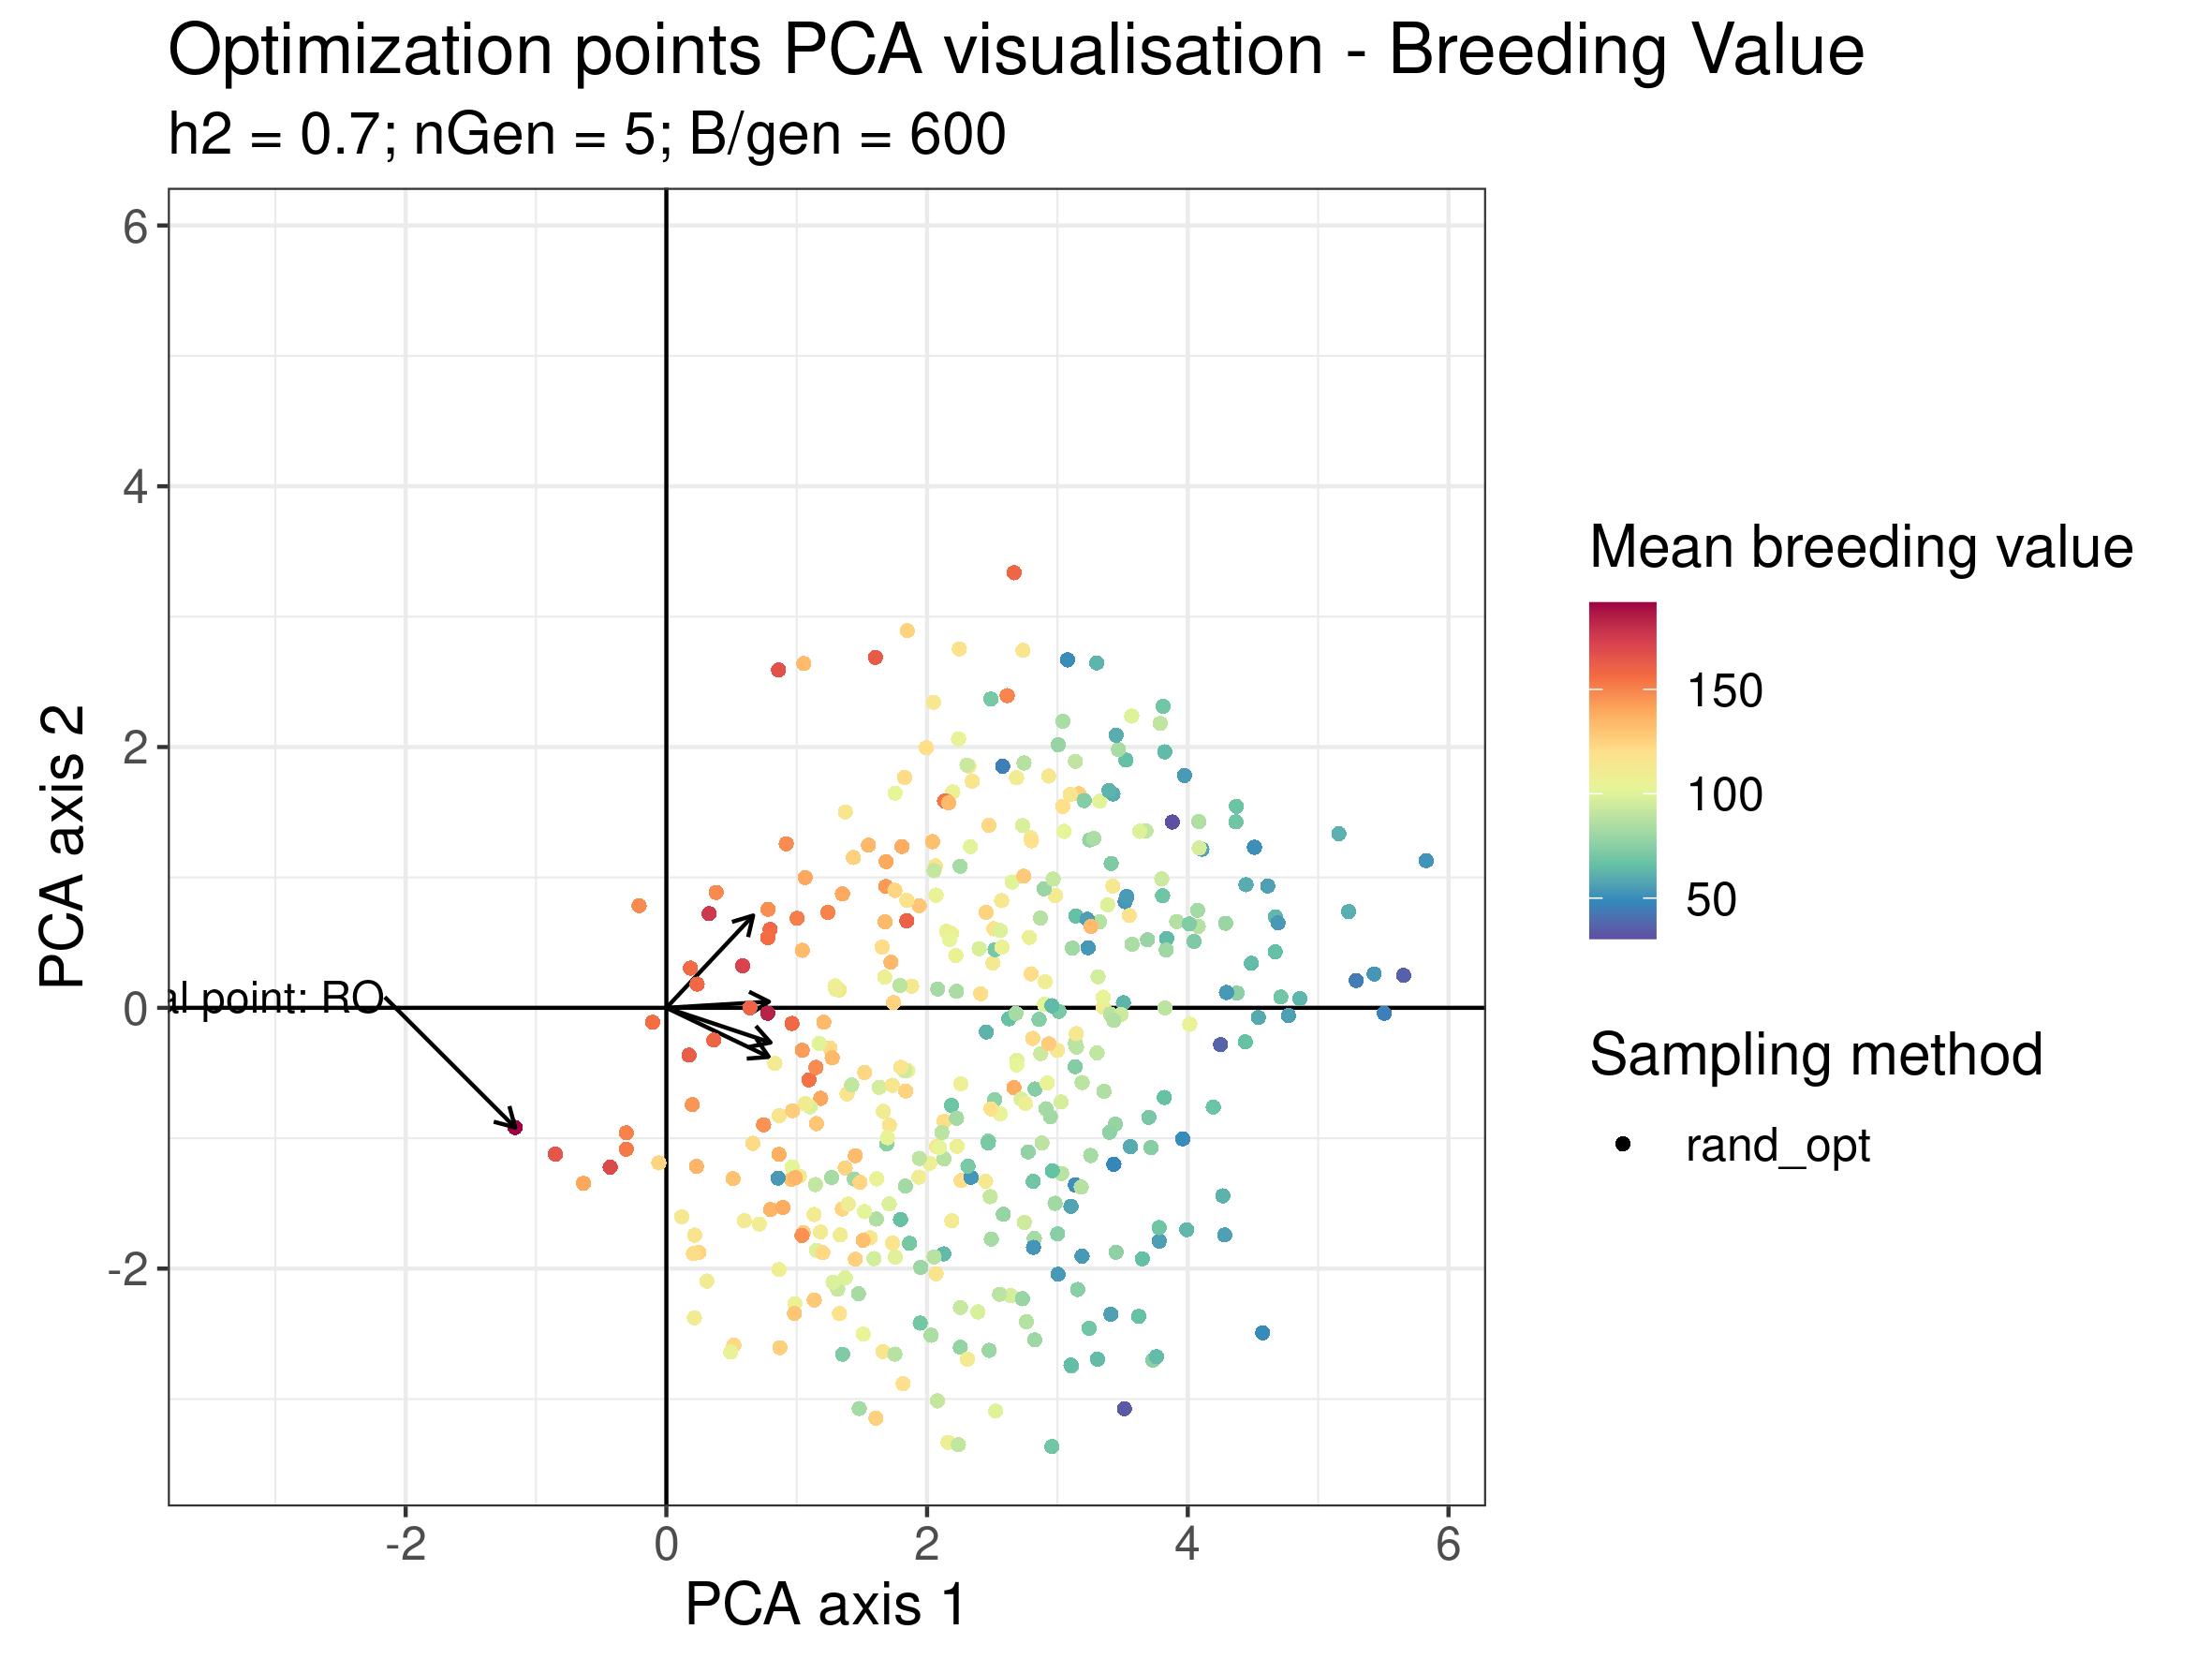 Optimization points PCA visualisation - Breeding Value
h2 = 0.7; nGen = 5; B/gen = 600
6
4
2
0
-2
PCA axis 2
al point: RO
-2
0
2
4
6
PCA axis 1
Mean breeding value
150
100
50
Sampling method
rand_opt